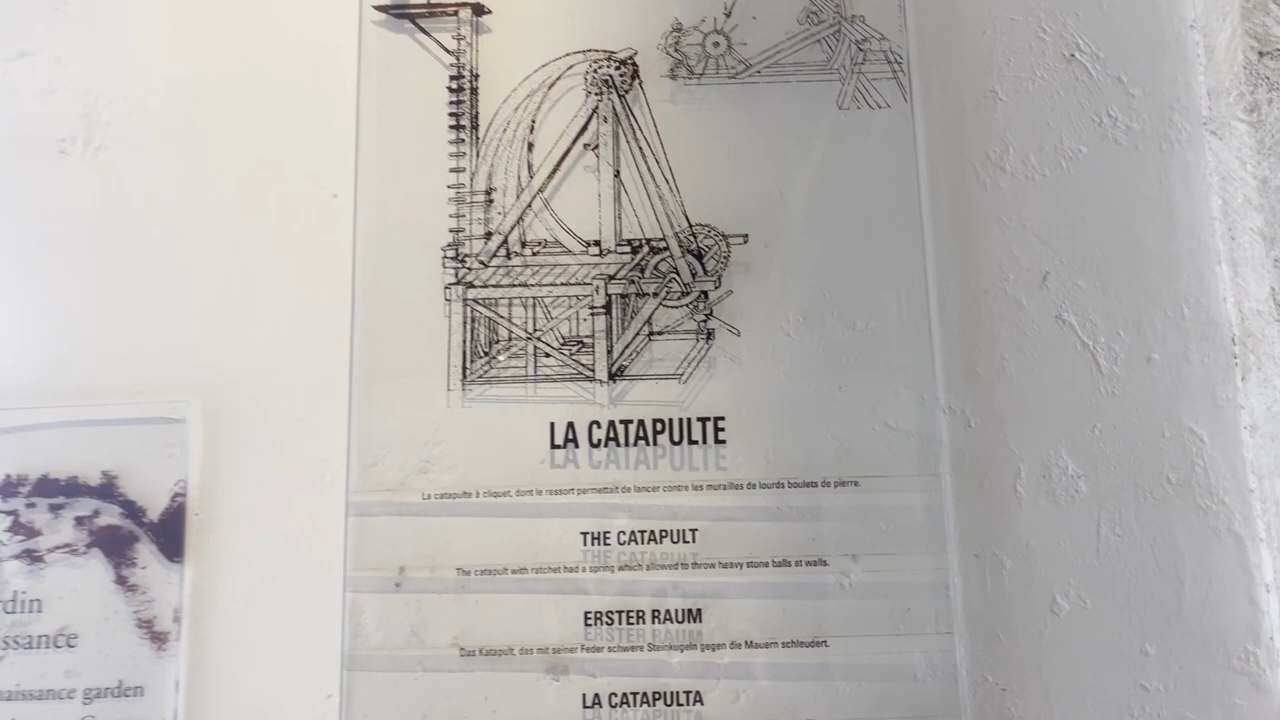 LA CATAPULTE
La catapulte à cliquet, dont le ressort permettait de lancer contre les murailles de lourds boulets de pierre.
THE CATAPULT
The catapult with ratchet had a spring which allowed to throw heavy stone balls at walls.
ERSTER RAUM
Das Katapult, das mit seiner Feder schwere Steinkugeln gegen die Mauern schleudert.
LA CATAPULTA
rdin
ssance
naissance garden